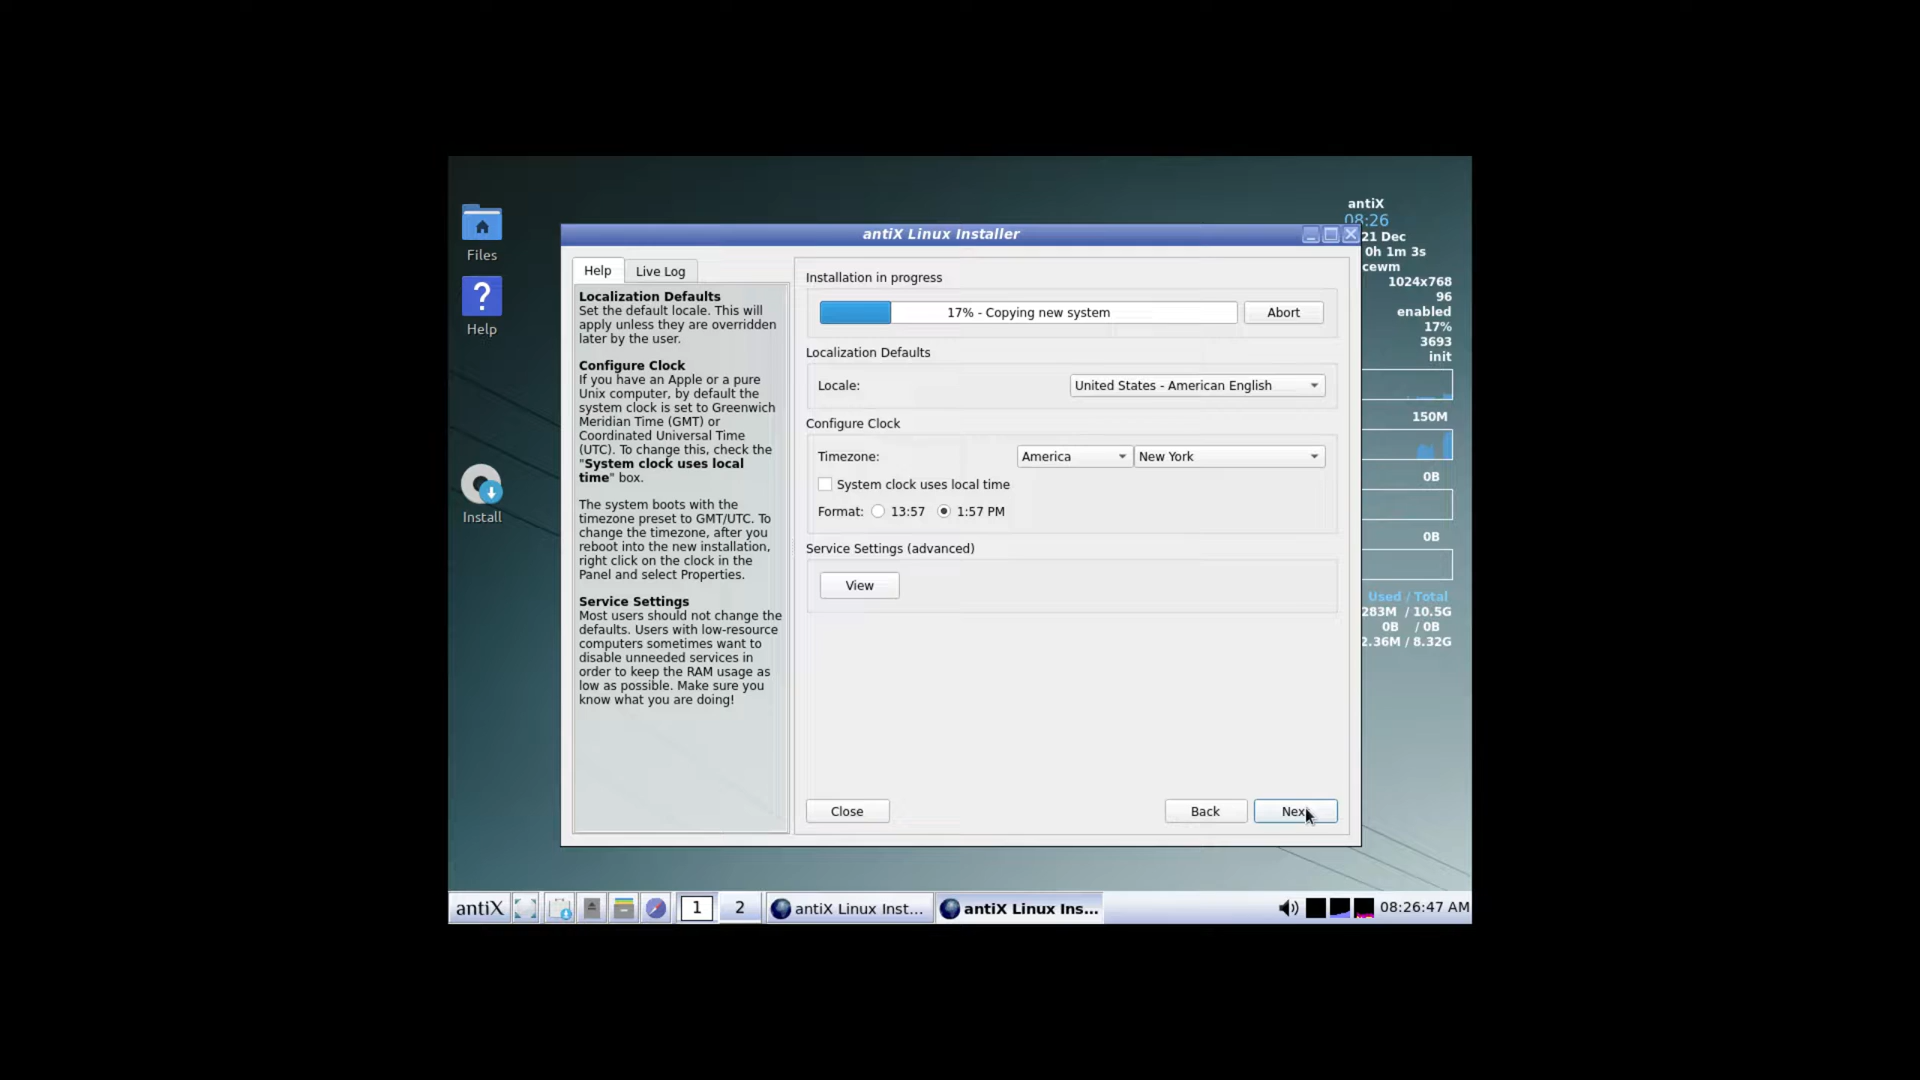 antiX
08:26
21 Dec
0h 1m 3s
cewm
1024x768
96
enabled
17%
3693
init
150M
0B
0B
Used / Total
283M / 10.5G
0B / 0B
2.36M / 8.32G
Files
Help
Install
antiX Linux Installer
Help
Live Log
Localization Defaults
Set the default locale. This will
apply unless they are overridden
later by the user.
Configure Clock
If you have an Apple or a pure
Unix computer, by default the
system clock is set to Greenwich
Meridian Time (GMT) or
Coordinated Universal Time
(UTC). To change this, check the
"System clock uses local
time" box.
The system boots with the
timezone preset to GMT/UTC. To
change the timezone, after you
reboot into the new installation,
right click on the clock in the
Panel and select Properties.
Service Settings
Most users should not change the
defaults. Users with low-resource
computers sometimes want to
disable unneeded services in
order to keep the RAM usage as
low as possible. Make sure you
know what you are doing!
Installation in progress
17% - Copying new system
Abort
Localization Defaults
Locale:
United States - American English
Configure Clock
Timezone:
America
New York
System clock uses local time
Format:
13:57
1:57 PM
Service Settings (advanced)
View
Close
Back
Nex
antiX
1
2
antiX Linux Inst...
antiX Linux Ins...
08:26:47 AM